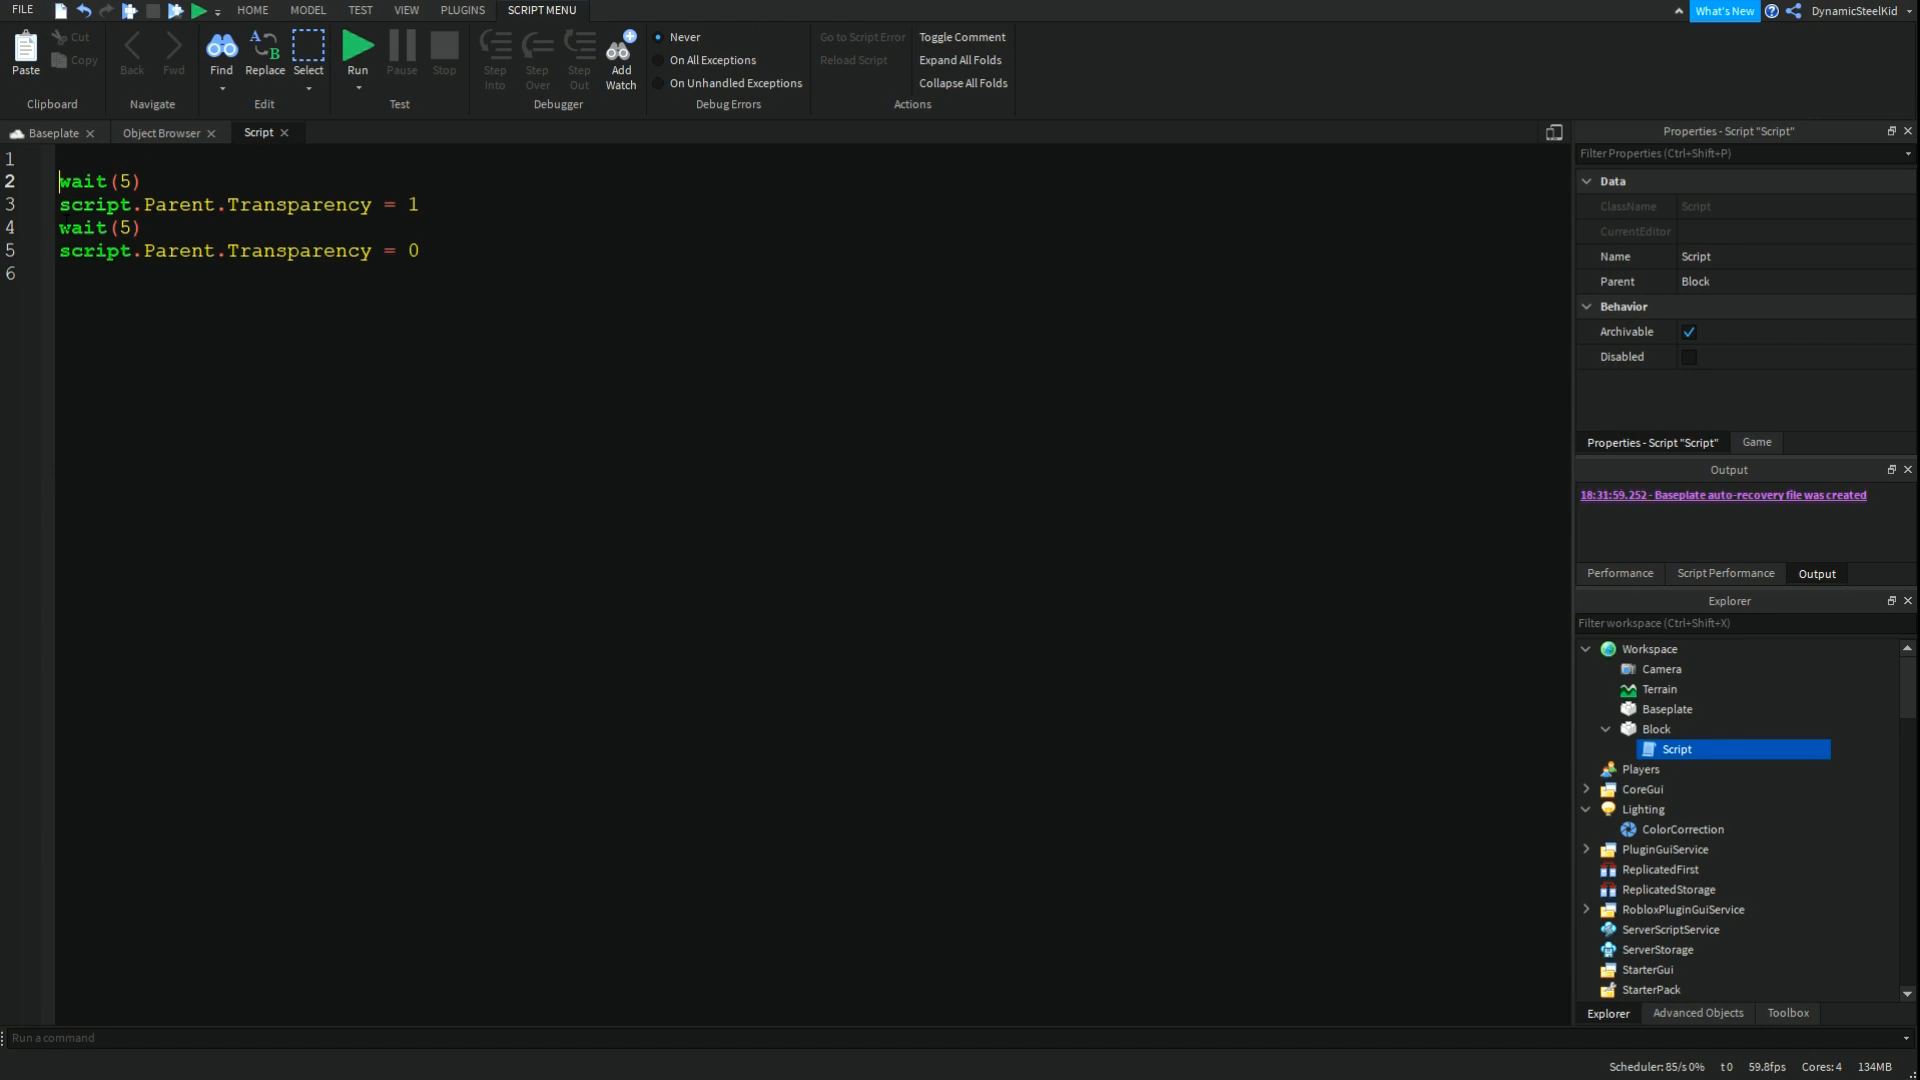 FILE HOME MODEL TEST VIEW PLUGINS SCRIPT MENU What's New DynamicSteelKid
Paste Cut Copy
Clipboard
Back Fwd
Navigate
Find Replace Select
Edit
Run Pause Stop
Test
Step Into Step Over Step Out Add Watch
Debugger
Never
On All Exceptions
On Unhandled Exceptions
Debug Errors
Go to Script Error
Reload Script
Toggle Comment
Expand All Folds
Collapse All Folds
Actions
Baseplate Object Browser Script
1
2 wait(5)
3 script.Parent.Transparency = 1
4 wait(5)
5 script.Parent.Transparency = 0
6
Properties - Script "Script"
Filter Properties (Ctrl+Shift+P)
Data
ClassName Script
CurrentEditor
Name Script
Parent Block
Behavior
Archivable
Disabled
Properties - Script "Script" Game
Output
18:31:59.252 - Baseplate auto-recovery file was created
Performance Script Performance Output
Explorer
Filter workspace (Ctrl+Shift+X)
Workspace
Camera
Terrain
Baseplate
Block
Script
Players
CoreGui
Lighting
ColorCorrection
PluginGuiService
ReplicatedFirst
ReplicatedStorage
RobloxPluginGuiService
ServerScriptService
ServerStorage
StarterGui
StarterPack
Explorer Advanced Objects Toolbox
Run a command
Scheduler: 85/s 0% t 0 59.8fps Cores: 4 134MB